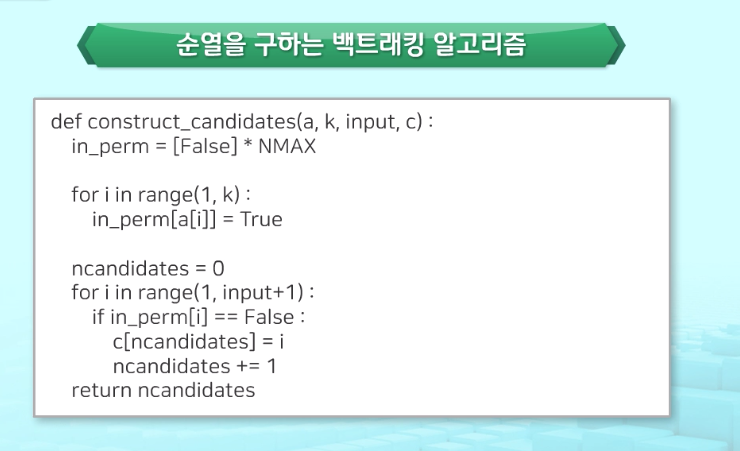 순열을 구하는 백트래킹 알고리즘
def construct_candidates(a, k, input, c) :
in_perm = [False] * NMAX
for i in range(1, k) :
in_perm[a[i]] = True
ncandidates = 0
for i in range(1, input+1) :
if in_perm[i] == False :
c[ncandidates] = i
ncandidates += 1
return ncandidates